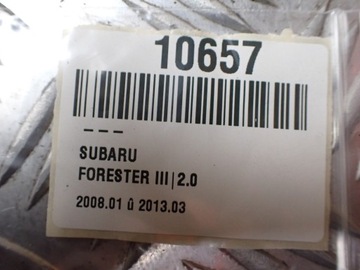 10657
---
SUBARU
FORESTER III|2.0
2008.01 û 2013.03